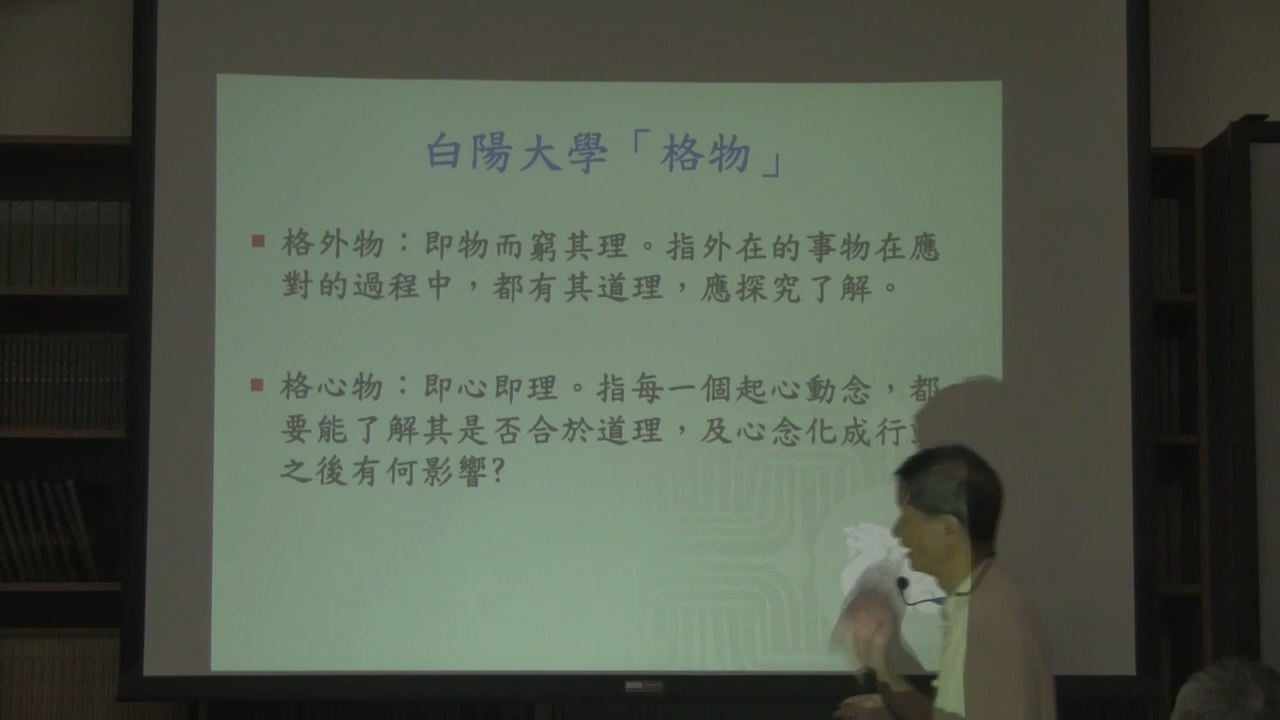 白陽大學「格物」
格外物：即物而窮其理。指外在的事物在應
對的過程中，都有其道理，應探究了解。
格心物：即心即理。指每一個起心動念，都
要能了解其是否合於道理，及心念化成行
之後有何影響?